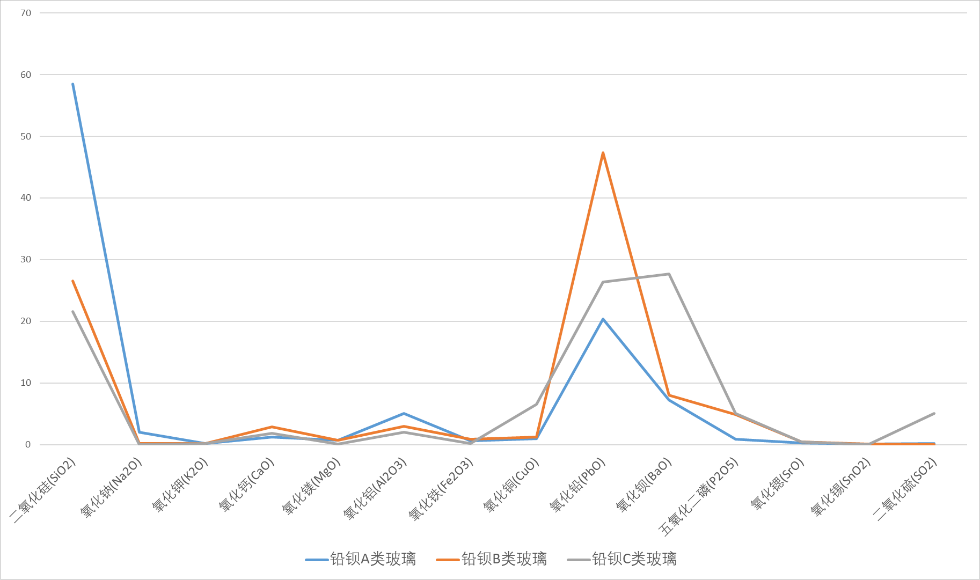 70
60
50
40
30
20
10
0
二氧化硅(SiO2)
氧化钠(Na2O)
氧化钾(K2O)
氧化钙(CaO)
氧化镁(MgO)
氧化铝(Al2O3)
氧化铁(Fe2O3)
氧化铜(CuO)
氧化铅(PbO)
氧化钡(BaO)
五氧化二磷(P2O5)
氧化锶(SrO)
氧化锡(SnO2)
二氧化硫(SO2)
铅钡A类玻璃 铅钡B类玻璃 铅钡C类玻璃